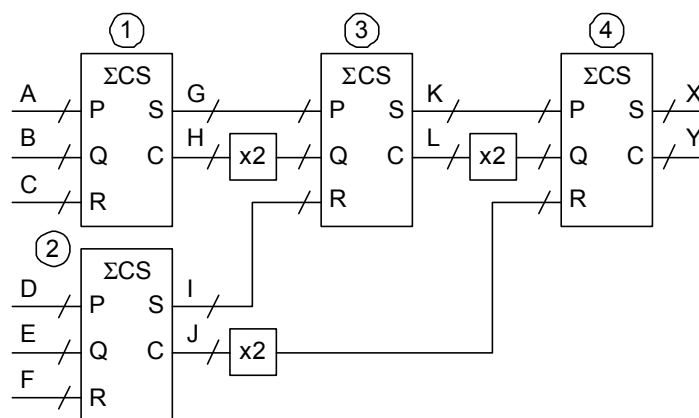 1 3 4
ΣCS ΣCS ΣCS
A P S G P S K P S X
B Q C H x2 Q C L x2 Q C Y
C R R R
2
ΣCS
D P S I
E Q C J x2
F R